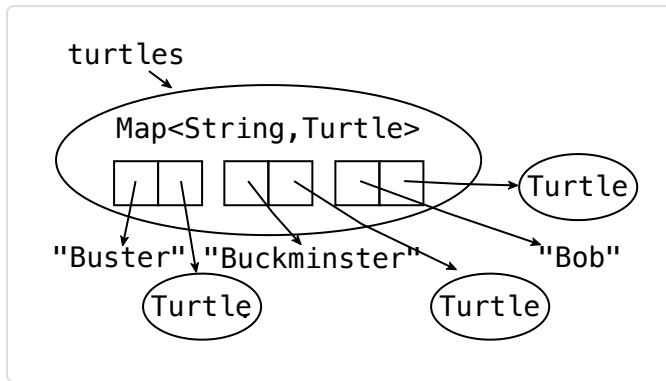 turtles
Map<String,Turtle>
Turtle
"Buster" "Buckminster" "Bob"
Turtle Turtle